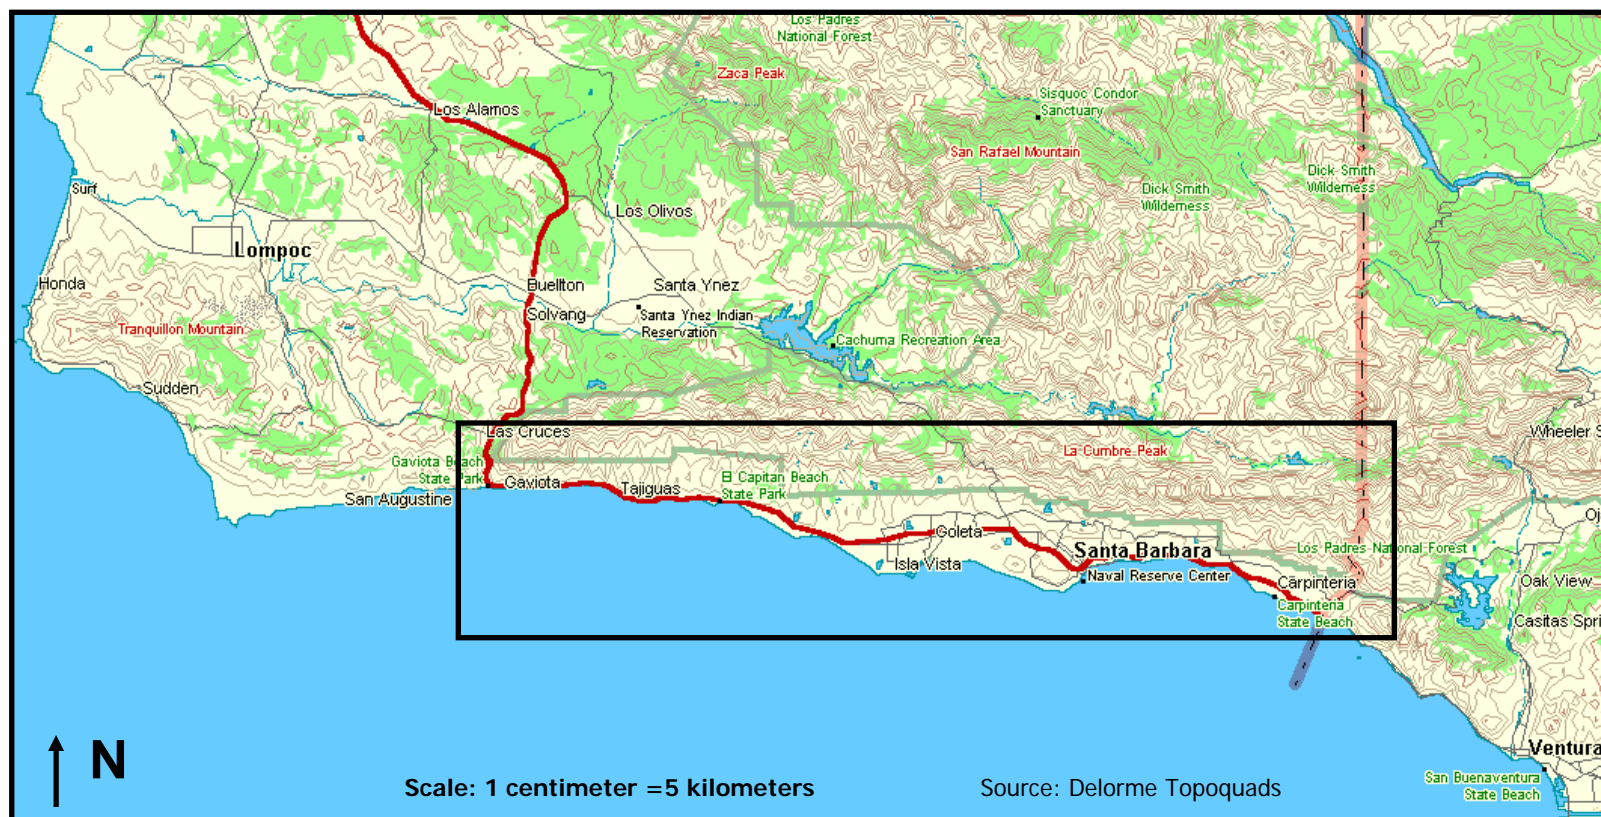 Los Padres
National Forest
Zaca Peak
Sisquoc Condor
Sanctuary
Los Alamos
San Rafael Mountain
Dick Smith
Wilderness
Dick Smith
Wilderness
Surf
Los Olivos
Lompoc
Honda
Buellton
Santa Ynez
Solvang
Santa Ynez Indian
Reservation
Tranquillon Mountain
Cachuma Recreation Area
Sudden
Las Cruces
Wheeler S
La Cumbre Peak
Gaviota Beach
State Park
Gaviota
Tajiguas
El Capitan Beach
State Park
San Augustine
Oj
Goleta
Santa Barbara
Los Padres National Forest
Isla Vista
Naval Reserve Center
Carpinteria
Oak View
Carpinteria
State Beach
Casitas Spri
N
Ventura
San Buenaventura
State Beach
Scale: 1 centimeter =5 kilometers
Source: Delorme Topoquads